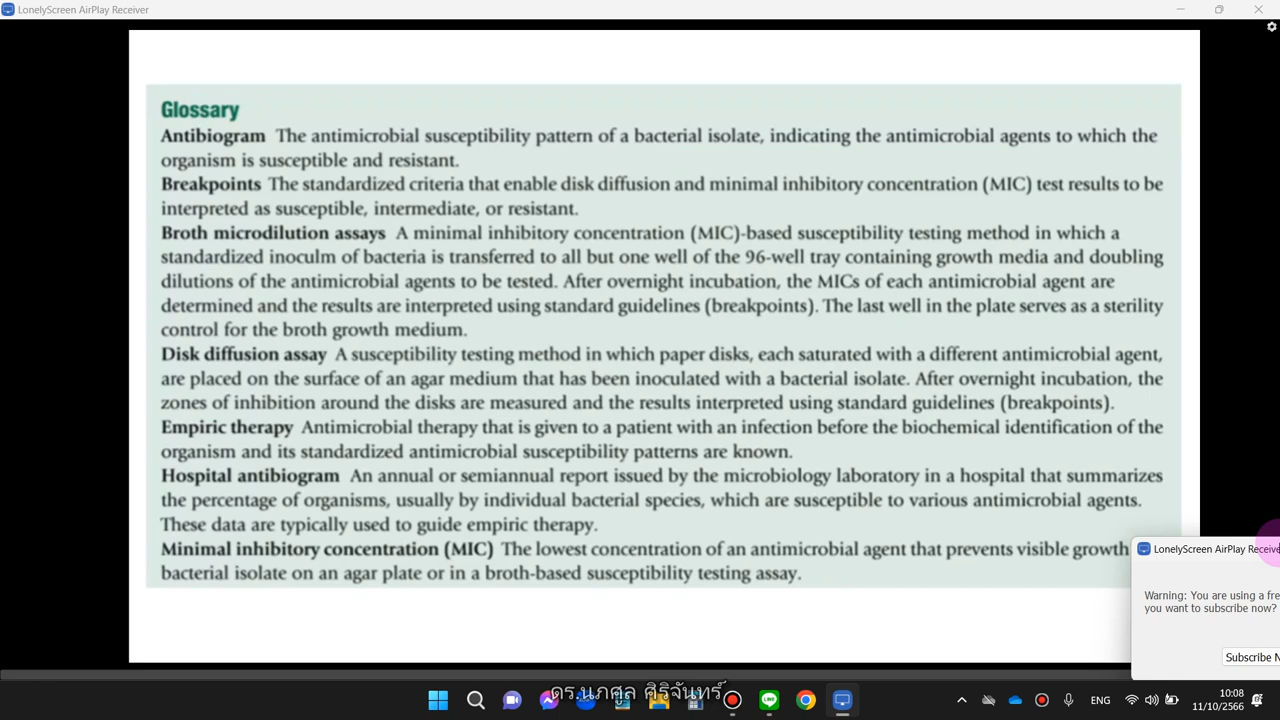 LonelyScreen AirPlay Receiver
Glossary
Antibiogram The antimicrobial susceptibility pattern of a bacterial isolate, indicating the antimicrobial agents to which the
organism is susceptible and resistant.
Breakpoints The standardized criteria that enable disk diffusion and minimal inhibitory concentration (MIC) test results to be
interpreted as susceptible, intermediate, or resistant.
Broth microdilution assays A minimal inhibitory concentration (MIC)-based susceptibility testing method in which a
standardized inoculm of bacteria is transferred to all but one well of the 96-well tray containing growth media and doubling
dilutions of the antimicrobial agents to be tested. After overnight incubation, the MICs of each antimicrobial agent are
determined and the results are interpreted using standard guidelines (breakpoints). The last well in the plate serves as a sterility
control for the broth growth medium.
Disk diffusion assay A susceptibility testing method in which paper disks, each saturated with a different antimicrobial agent,
are placed on the surface of an agar medium that has been inoculated with a bacterial isolate. After overnight incubation, the
zones of inhibition around the disks are measured and the results interpreted using standard guidelines (breakpoints).
Empiric therapy Antimicrobial therapy that is given to a patient with an infection before the biochemical identification of the
organism and its standardized antimicrobial susceptibility patterns are known.
Hospital antibiogram An annual or semiannual report issued by the microbiology laboratory in a hospital that summarizes
the percentage of organisms, usually by individual bacterial species, which are susceptible to various antimicrobial agents.
These data are typically used to guide empiric therapy.
Minimal inhibitory concentration (MIC) The lowest concentration of an antimicrobial agent that prevents visible growth
bacterial isolate on an agar plate or in a broth-based susceptibility testing assay.
LonelyScreen AirPlay Receive
Warning: You are using a fre
you want to subscribe now?
Subscribe N
ดร.นภศูล ศิริจันทร์
ENG
10:08
11/10/2566